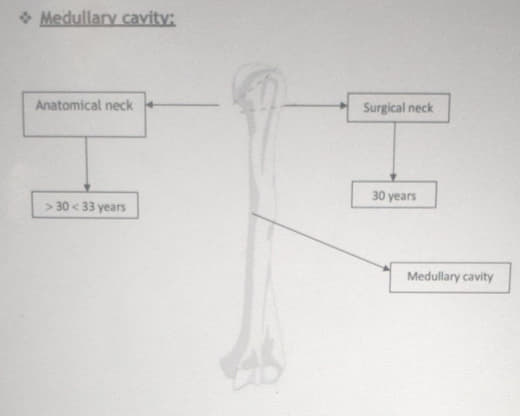 ❖ Medullary cavity:
Anatomical neck
Surgical neck
> 30 < 33 years
30 years
Medullary cavity